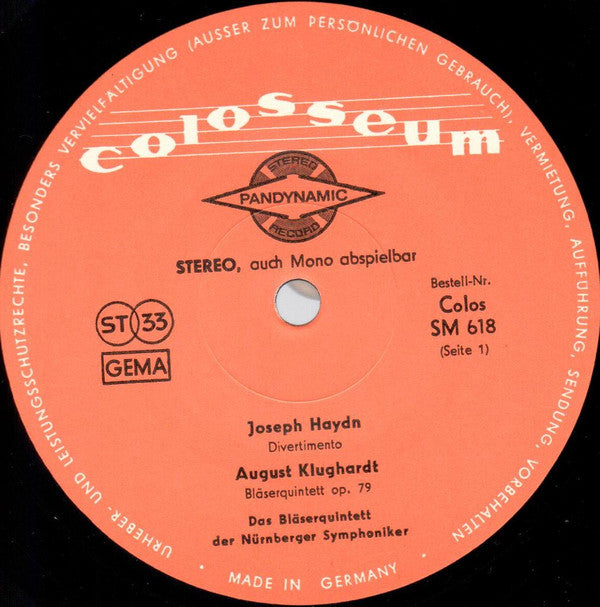 URHEBER- UND LEISTUNGSSCHUTZRECHTE, BESONDERS VERVIELFALTIGUNG (AUSSER ZUM PERSÖNLICHEN GEBRAUCH), VERMIETUNG, AUFFÜHRUNG, SENDUNG, VORBEHALTEN
colosseum
STEREO
PANDYNAMIC
RECORD
STEREO, auch Mono abspielbar
Bestell-Nr.
Colos
SM 618
(Seite 1)
ST 33
GEMA
Joseph Haydn
Divertimento
August Klughardt
Bläserquintett op. 79
Das Bläserquintett
der Nürnberger Symphoniker
• MADE IN GERMANY •